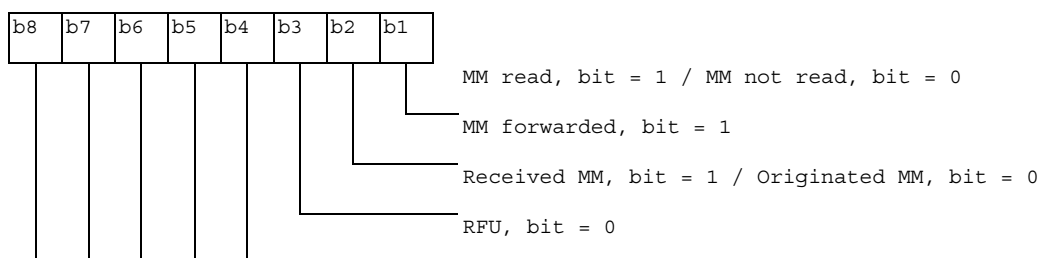 b8 b7 b6 b5 b4 b3 b2 b1
MM read, bit = 1 / MM not read, bit = 0
MM forwarded, bit = 1
Received MM, bit = 1 / Originated MM, bit = 0
RFU, bit = 0